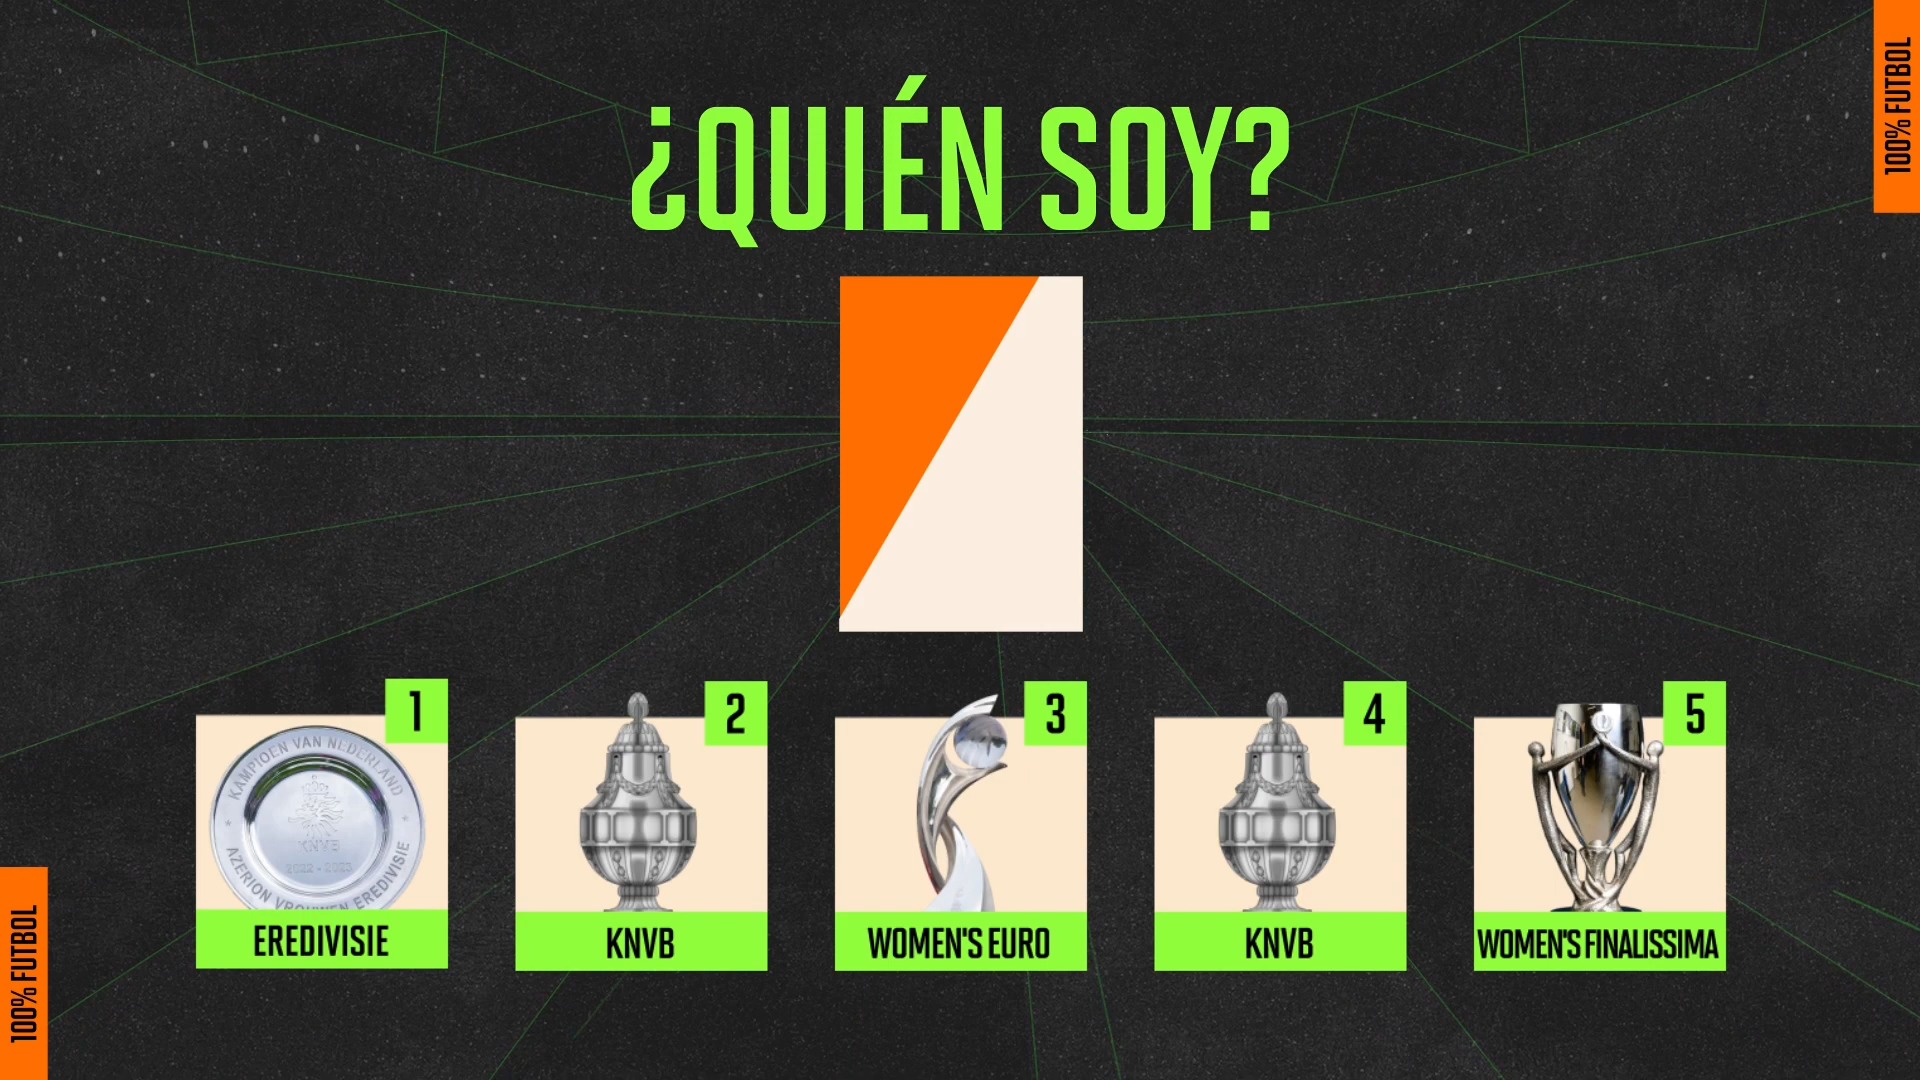 100% FUTBOL
¿QUIÉN SOY?
1
2
3
4
5
KAMPIOEN VAN NEDERLAND
KNVB
2022 - 2023
AZERION VROUWEN EREDIVISIE
EREDIVISIE
KNVB
WOMEN'S EURO
KNVB
WOMEN'S FINALISSIMA
100% FUTBOL